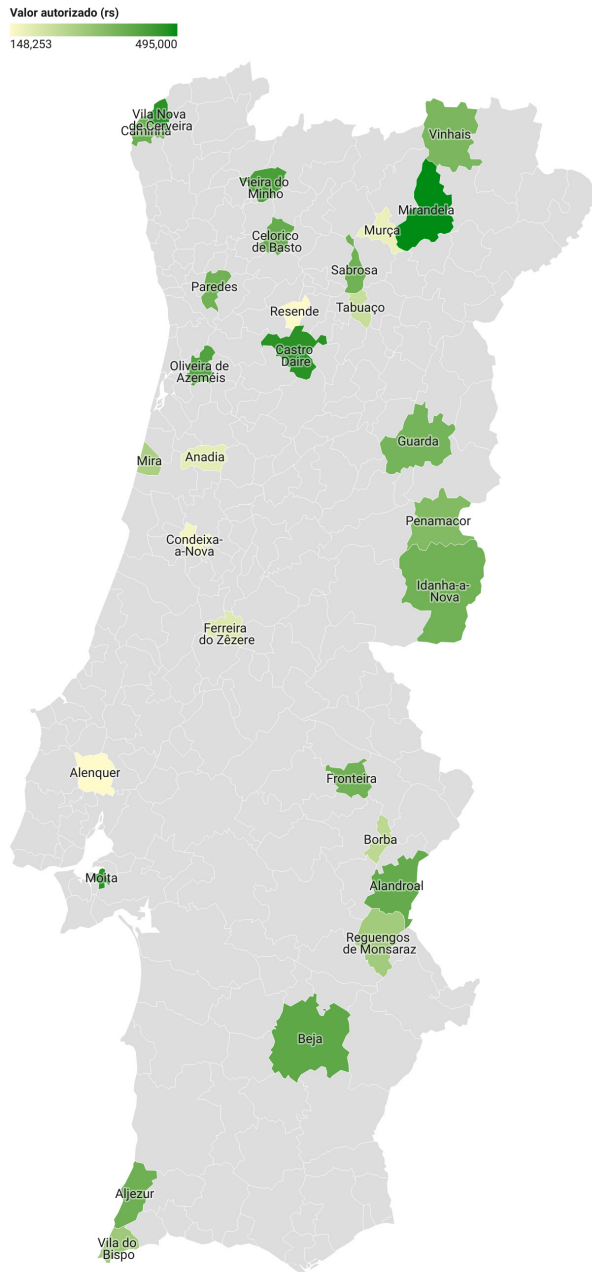 Valor autorizado (rs)
148,253
495,000
Vila Nova
de Cerveira
Caminha
Vinhais
Vieira do
Minho
Mirandela
Murça
Celorico
de Basto
Sabrosa
Paredes
Tabuaço
Resende
Castro
Daire
Oliveira de
Azeméis
Guarda
Mira
Anadia
Penamacor
Condeixa-
a-Nova
Idanha-a-
Nova
Ferreira
do Zêzere
Alenquer
Fronteira
Borba
Moita
Alandroal
Reguengos
de Monsaraz
Beja
Aljezur
Vila do
Bispo